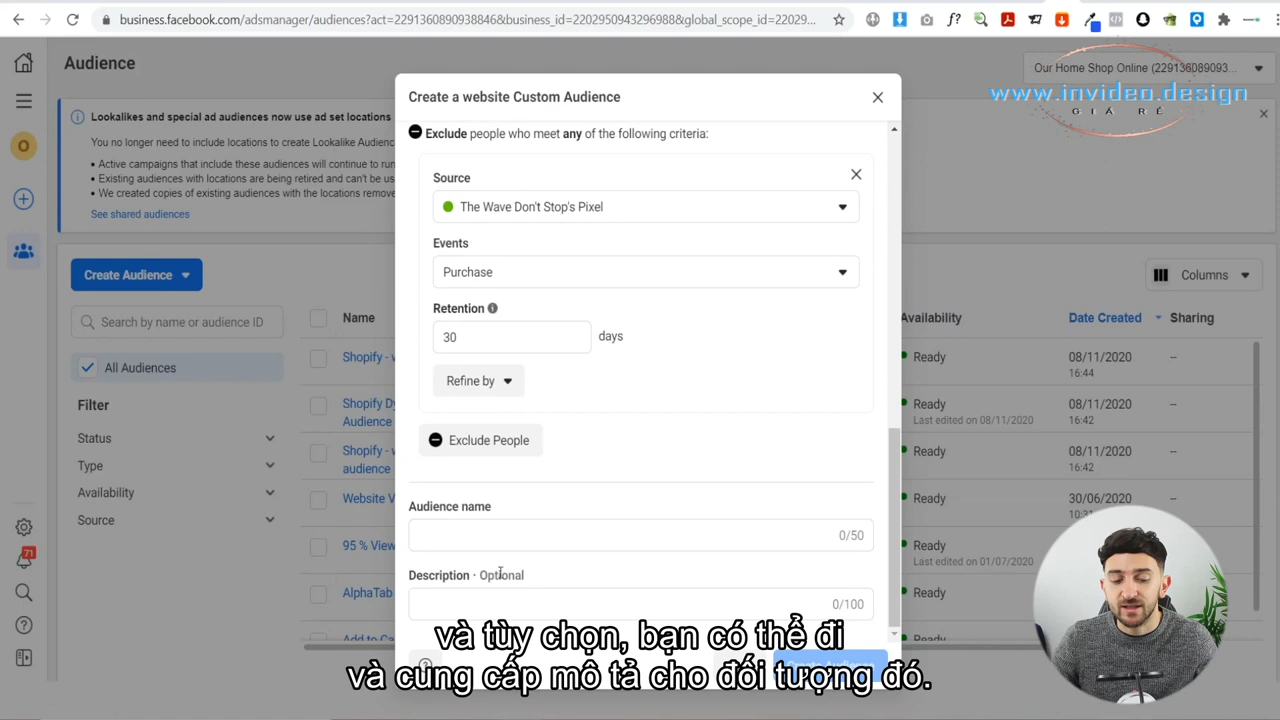 business.facebook.com/adsmanager/audiences?act=2291360890938846&business_id=2202950943296988&global_scope_id=22029...
Audience
Our Home Shop Online (229136089093...
www.invideo.design
GIÁ RẺ
Lookalikes and special ad audiences now use ad set locations
You no longer need to include locations to create Lookalike Audienc
• Active campaigns that include these audiences will continue to run
• Existing audiences with locations are being retired and can't be us
• We created copies of existing audiences with the locations remove
See shared audiences
Create Audience
Columns
Search by name or audience ID
All Audiences
Filter
Status
Type
Availability
Source
Name
Availability
Date Created
Sharing
Shopify - v
Ready
08/11/2020
16:44
--
Shopify Dy
Audience
Ready
Last edited on 08/11/2020
08/11/2020
16:42
--
Shopify -
audience
Ready
08/11/2020
16:42
--
Website V
Ready
30/06/2020
10:3
--
95 % View
Ready
Last edited on 01/07/2020
AlphaTab
Ready
Add to Ca
O
71
Create a website Custom Audience
Exclude people who meet any of the following criteria:
Source
The Wave Don't Stop's Pixel
Events
Purchase
Retention
30 days
Refine by
Exclude People
Audience name
0/50
Description · Optional
0/100
Create Audience
và tùy chọn, bạn có thể đi
và cung cấp mô tả cho đối tượng đó.